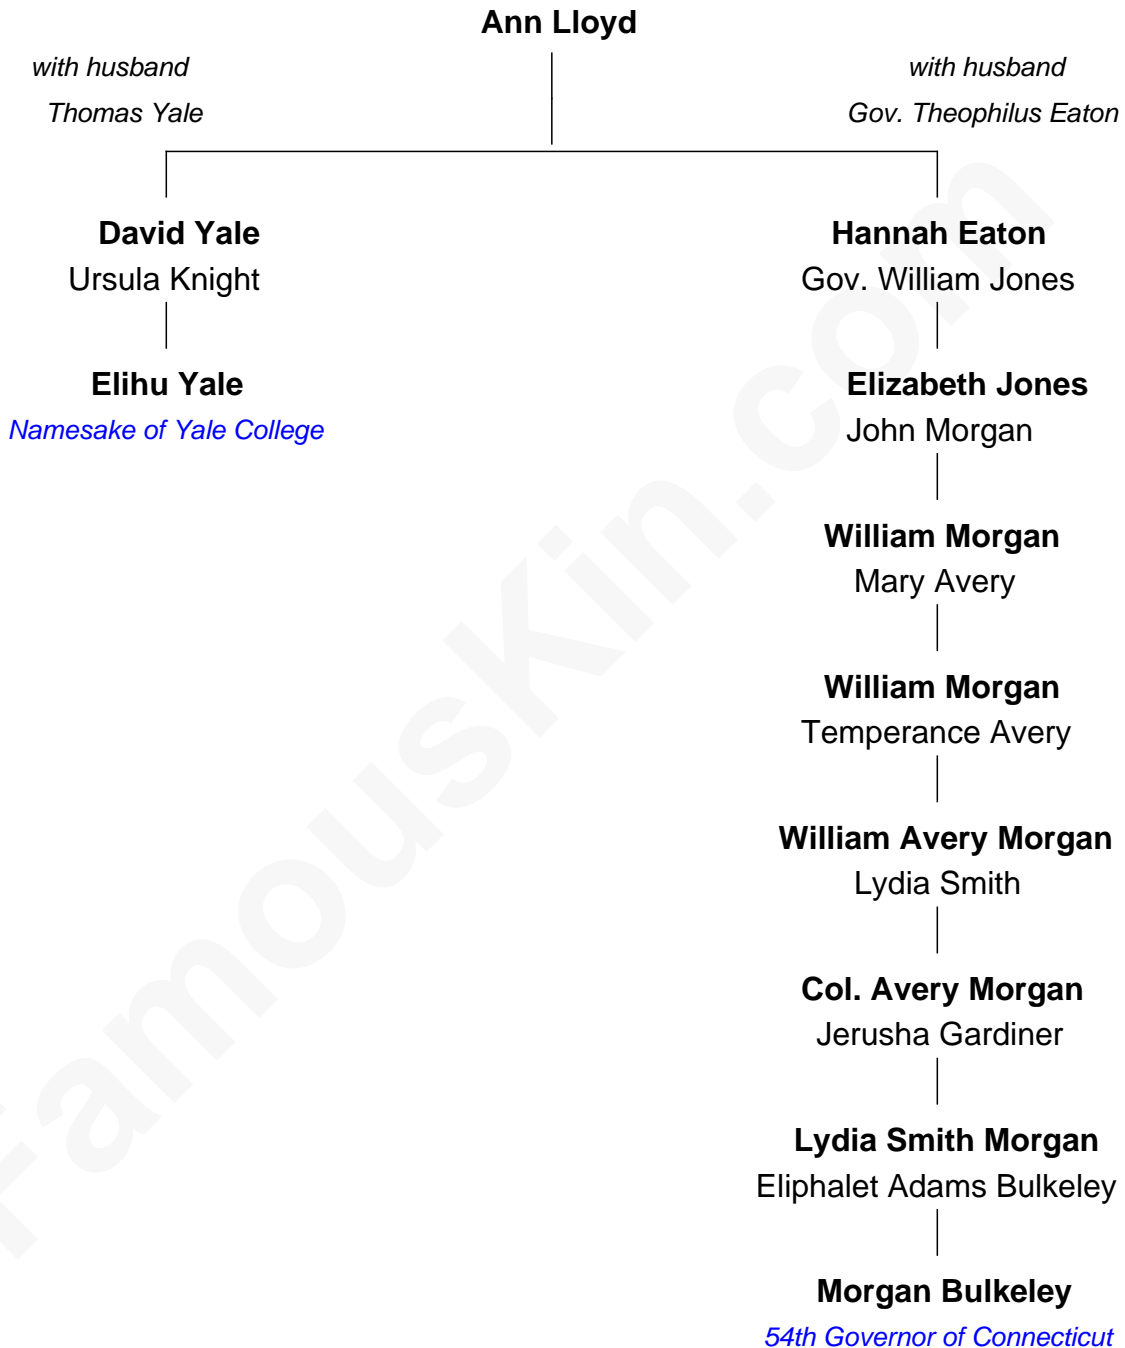 Ann Lloyd
with husband
Thomas Yale
with husband
Gov. Theophilus Eaton
David Yale
Ursula Knight
Hannah Eaton
Gov. William Jones
Elihu Yale
Namesake of Yale College
Elizabeth Jones
John Morgan
William Morgan
Mary Avery
William Morgan
Temperance Avery
William Avery Morgan
Lydia Smith
Col. Avery Morgan
Jerusha Gardiner
Lydia Smith Morgan
Eliphalet Adams Bulkeley
Morgan Bulkeley
54th Governor of Connecticut
FamousKin.com